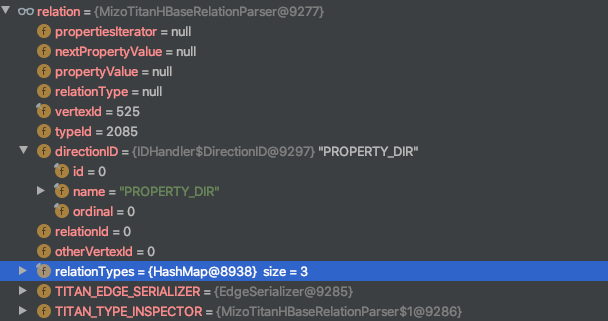 relation = {MizoTitanHBaseRelationParser@9277}
f propertiesIterator = null
f nextPropertyValue = null
f propertyValue = null
f relationType = null
f vertexId = 525
f typeId = 2085
f directionID = {IDHandler$DirectionID@9297} "PROPERTY_DIR"
f id = 0
f name = "PROPERTY_DIR"
f ordinal = 0
f relationId = 0
f otherVertexId = 0
f relationTypes = {HashMap@8938} size = 3
f TITAN_EDGE_SERIALIZER = {EdgeSerializer@9285}
f TITAN_TYPE_INSPECTOR = {MizoTitanHBaseRelationParser$1@9286}